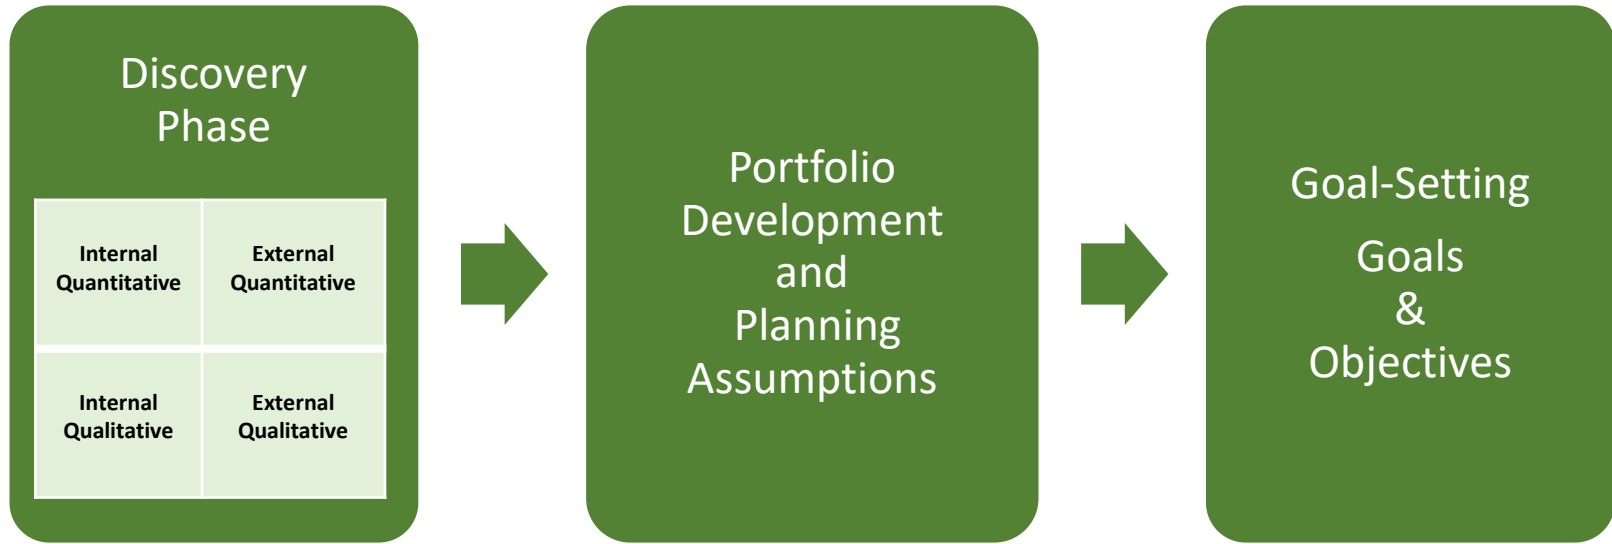 Discovery
Phase
Internal
Quantitative
External
Quantitative
Internal
Qualitative
External
Qualitative
Portfolio
Development
and
Planning
Assumptions
Goal-Setting
Goals
&
Objectives